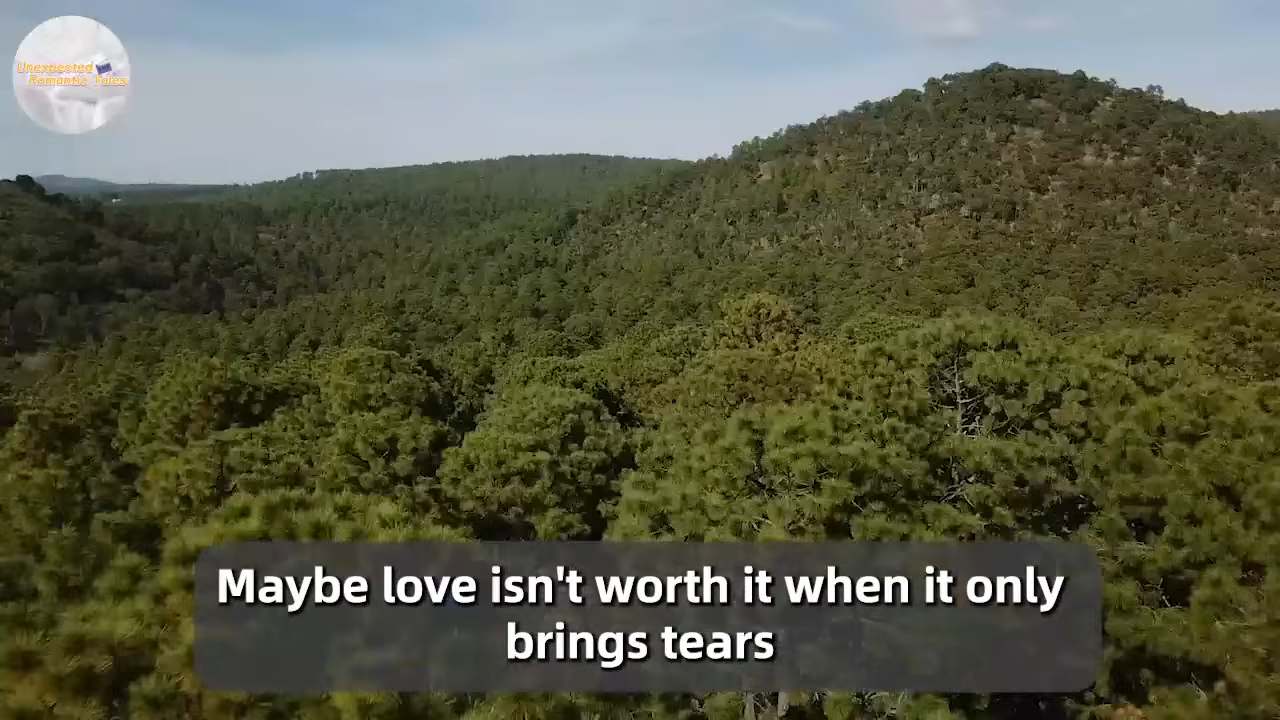 Unexpected
Romantic Tales
Maybe love isn't worth it when it only
brings tears